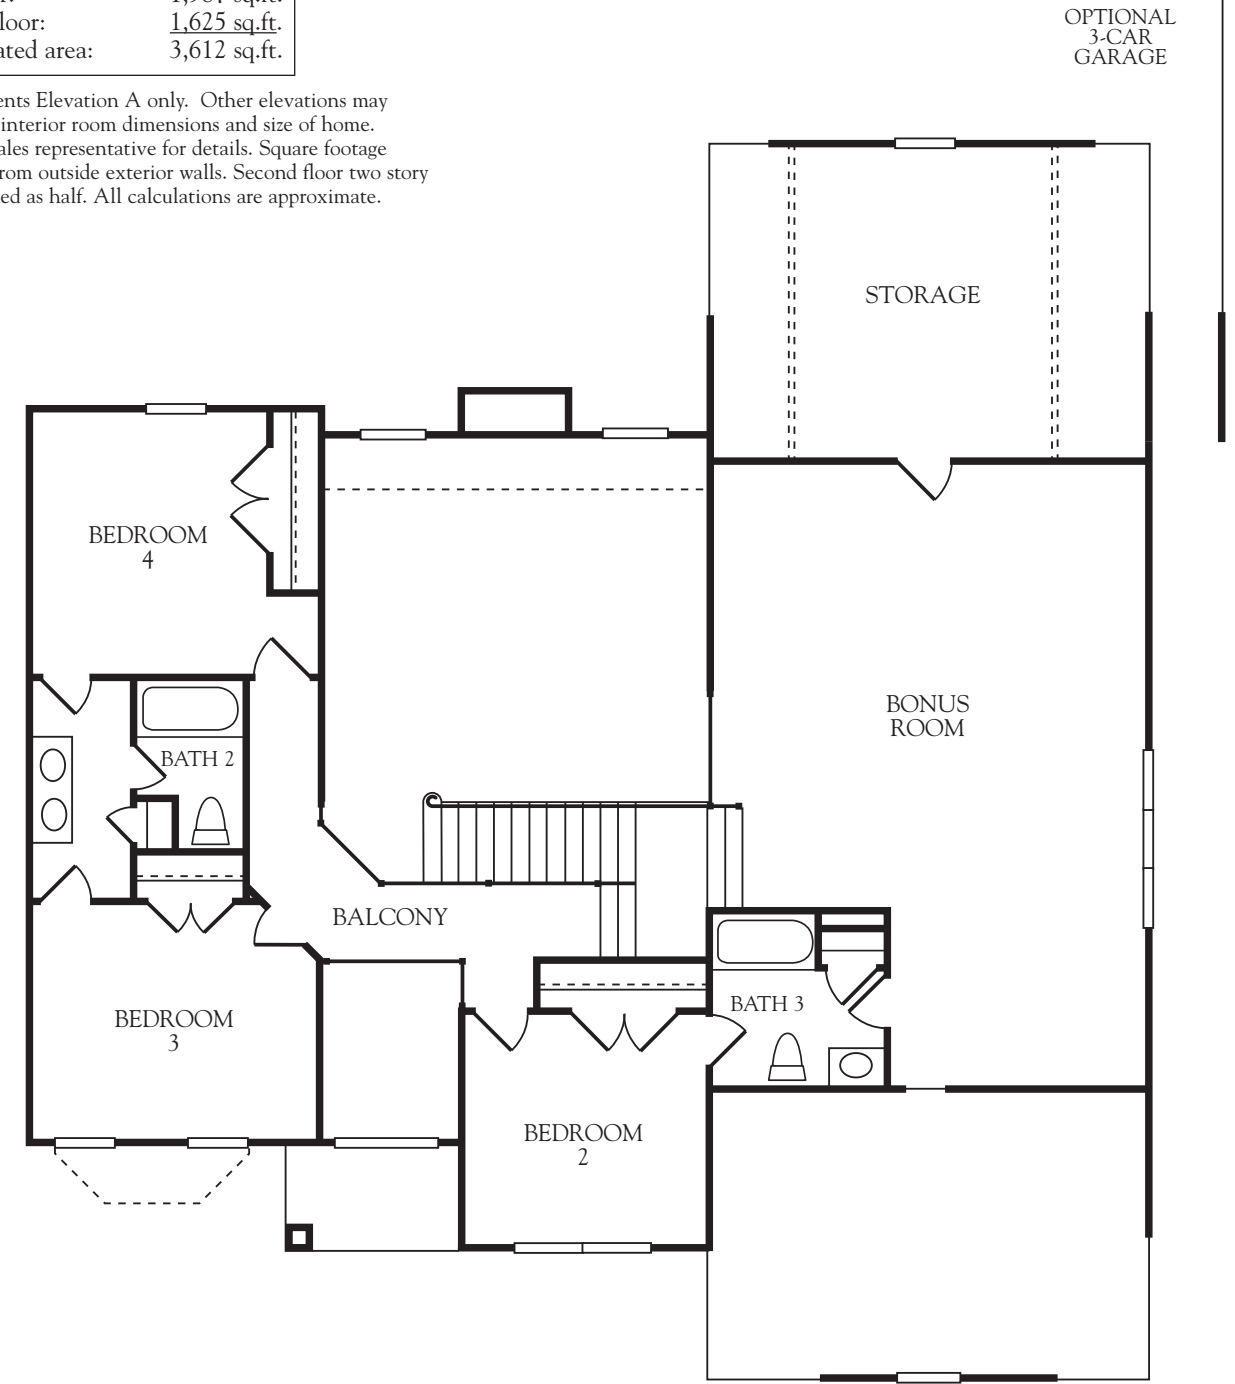 loor: 1,625 sq.ft.
ated area: 3,612 sq.ft.
ents Elevation A only. Other elevations may
interior room dimensions and size of home.
ales representative for details. Square footage
rom outside exterior walls. Second floor two story
ed as half. All calculations are approximate.
OPTIONAL
3-CAR
GARAGE
STORAGE
BEDROOM
4
BONUS
ROOM
BATH 2
BALCONY
BATH 3
BEDROOM
3
BEDROOM
2